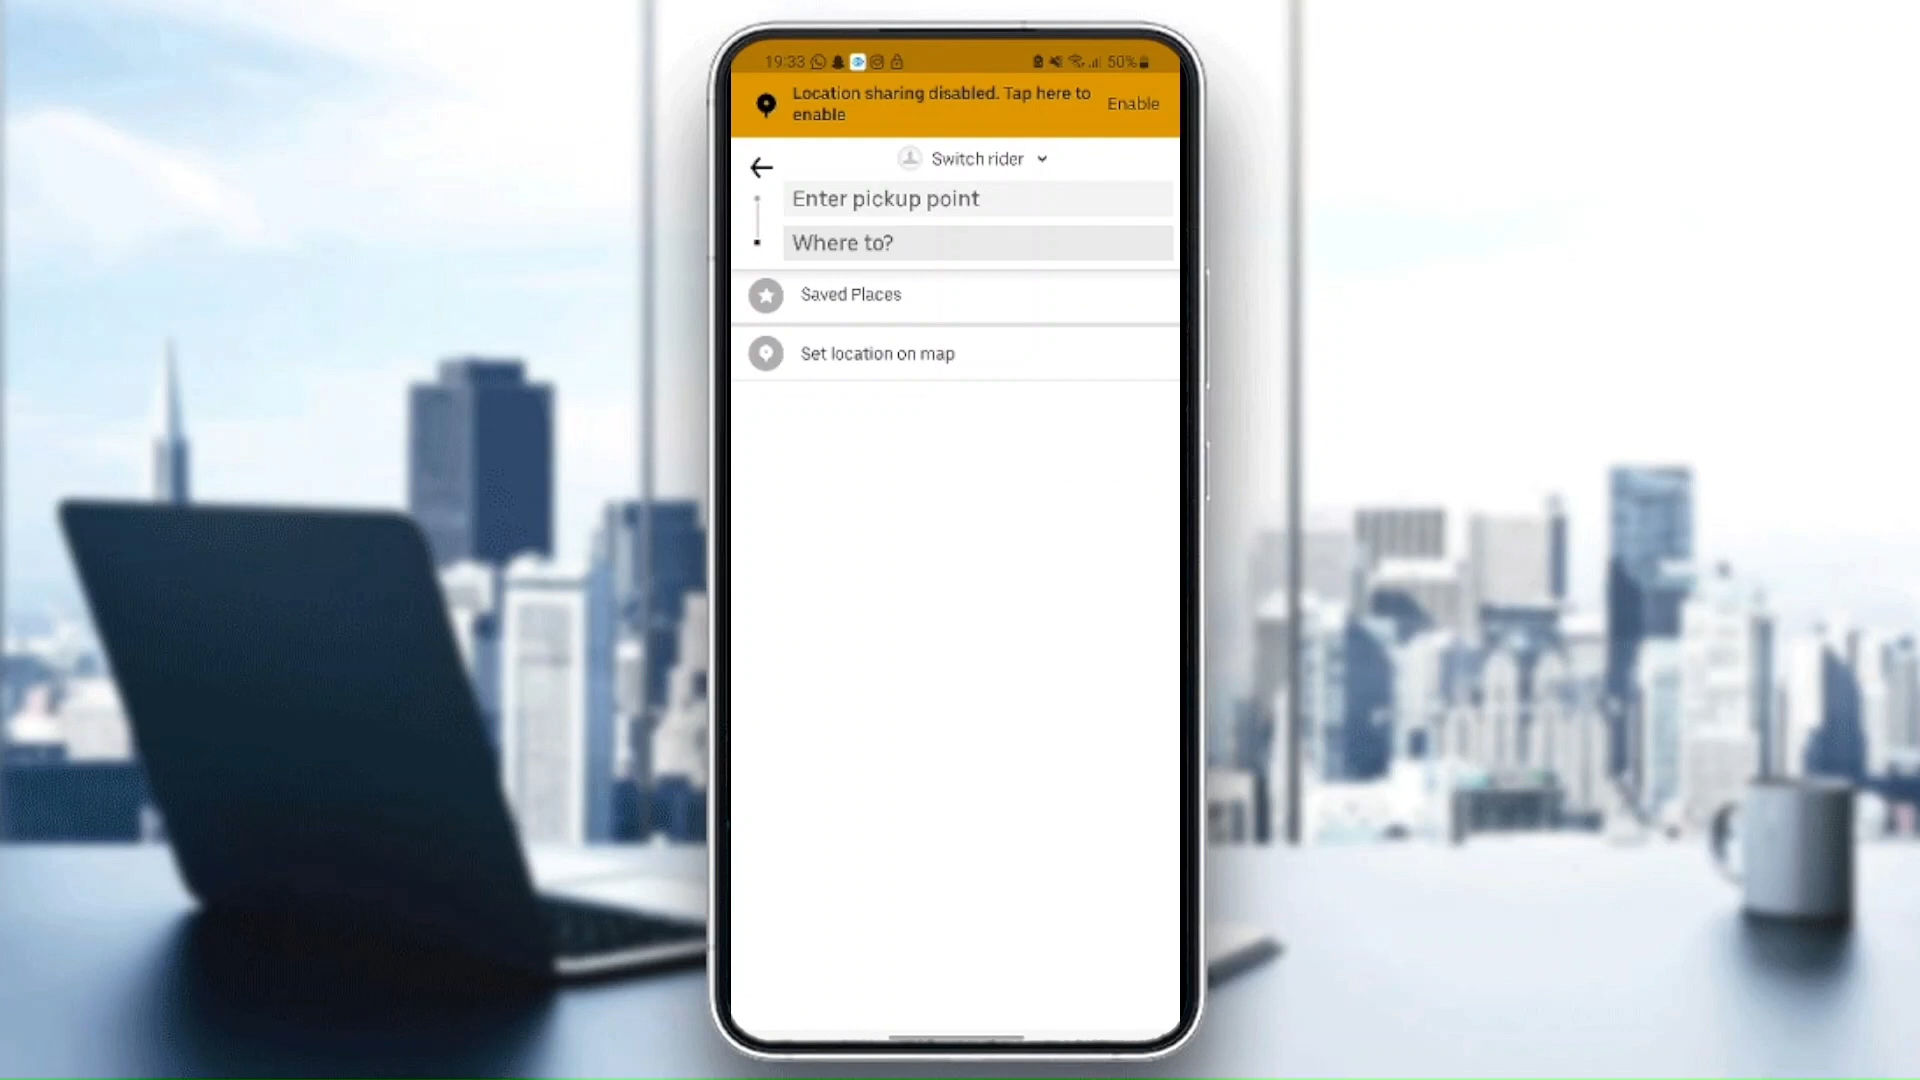 19:33
50%
Location sharing disabled. Tap here to
enable
Enable
Switch rider
Enter pickup point
Where to?
Saved Places
Set location on map